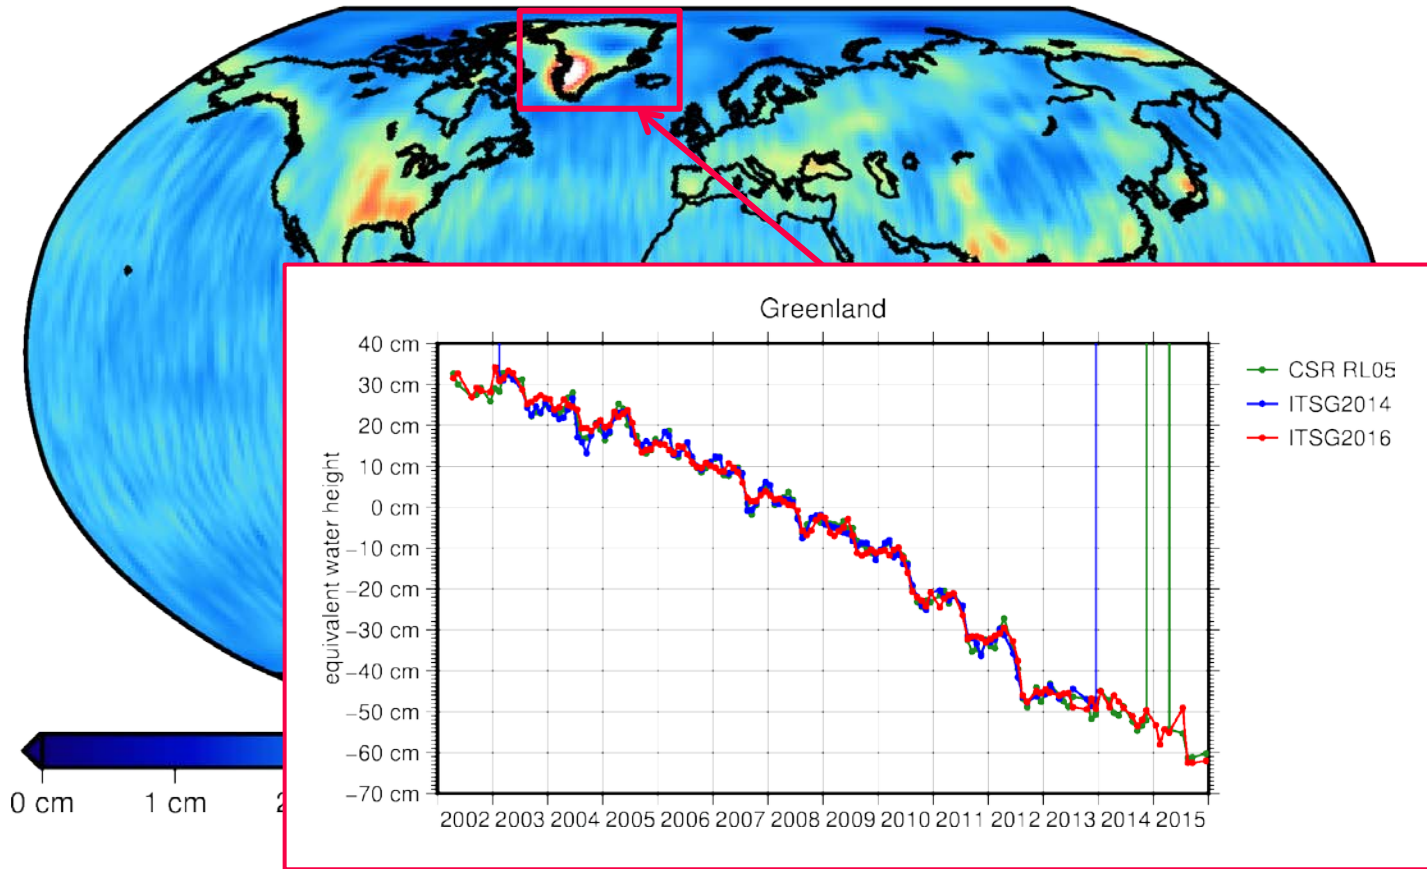 Greenland
40 cm
30 cm
20 cm
10 cm
0 cm
−10 cm
−20 cm
−30 cm
−40 cm
−50 cm
−60 cm
−70 cm
equivalent water height
2002 2003 2004 2005 2006 2007 2008 2009 2010 2011 2012 2013 2014 2015
CSR RL05
ITSG2014
ITSG2016
0 cm 1 cm